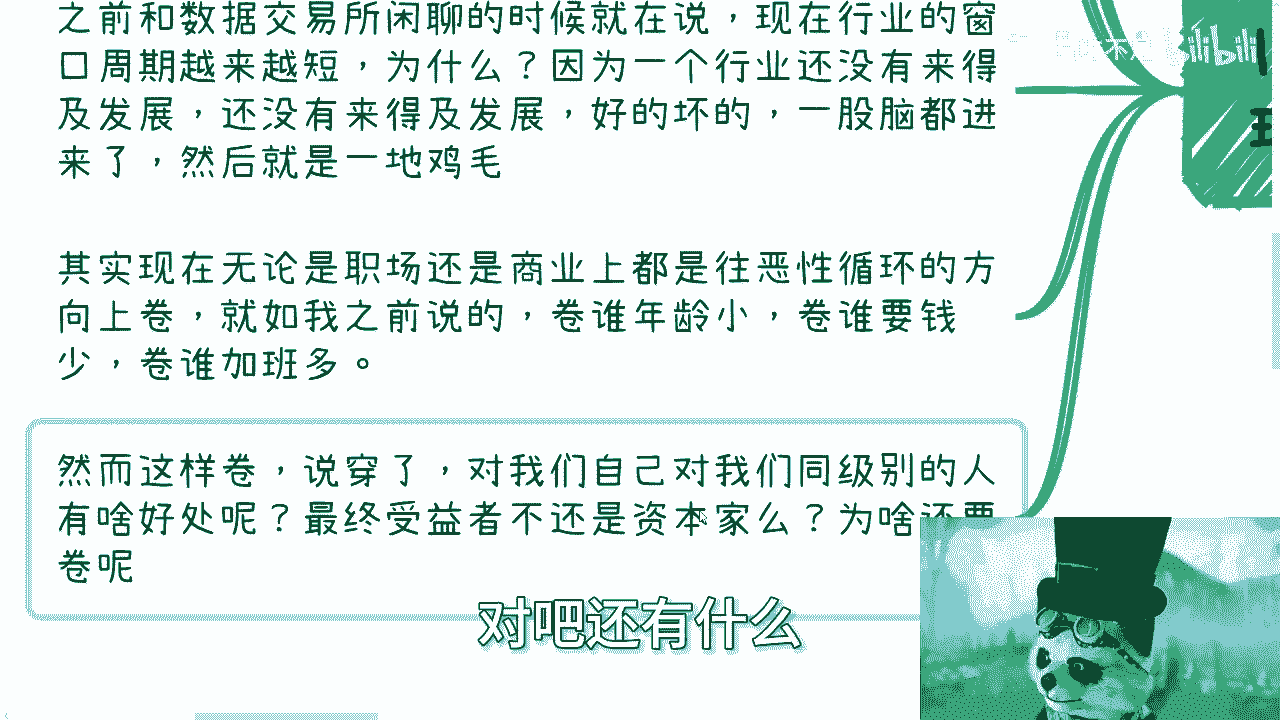 之前和数据交易所闲聊的时候就在说，现在行业的窗
口周期越来越短，为什么？因为一个行业还没有来得
及发展，还没有来得及发展，好的坏的，一股脑都进
来了，然后就是一地鸡毛
其实现在无论是职场还是商业上都是往恶性循环的方
向上卷，就如我之前说的，卷谁年龄小，卷谁要钱
少，卷谁加班多。
然而这样卷，说穿了，对我们自己对我们同级别的人
有啥好处呢？最终受益者不还是资本家么？为啥还要
卷呢
对吧还有什么
bilibili